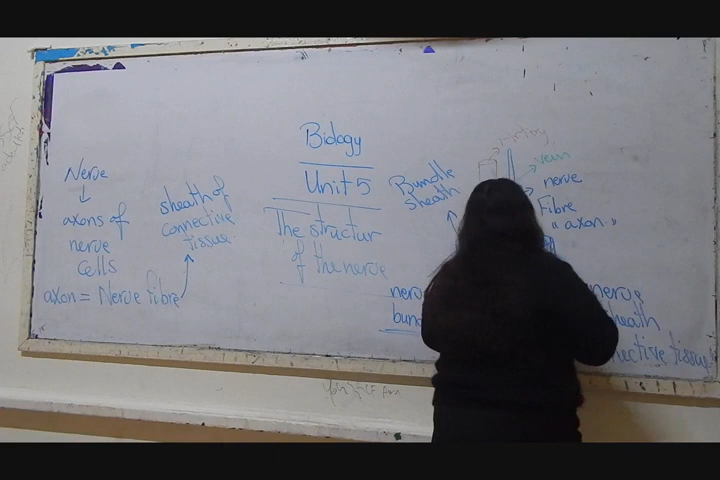 Biology
Unit 5
The structur
of the nerve
Nerve
axons of
nerve
cells
axon = Nerve fibre
sheath of
connective
tissue.
Bundle
sheath
vein
nerve
Fibre
"axon"
nerve
sheath